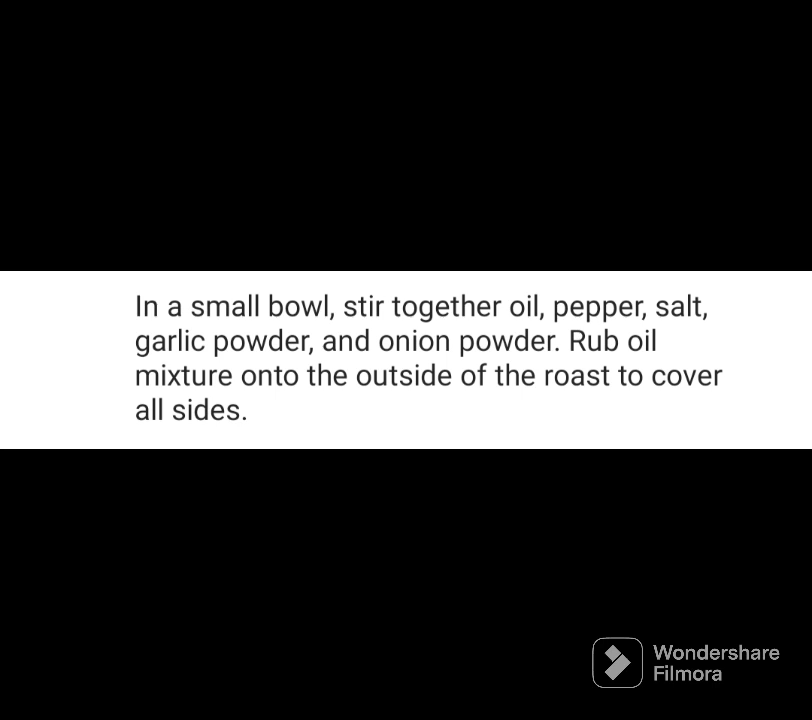 In a small bowl, stir together oil, pepper, salt,
garlic powder, and onion powder. Rub oil
mixture onto the outside of the roast to cover
all sides.
Wondershare
Filmora